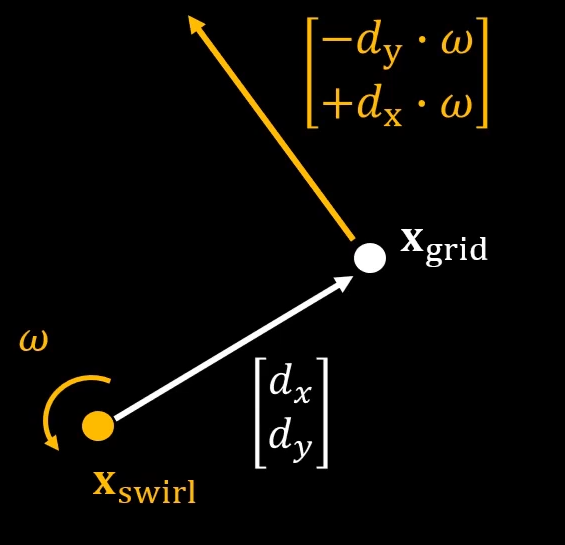 −d_y · ω
+d_x · ω
x_grid
ω
d_x
d_y
x_swirl